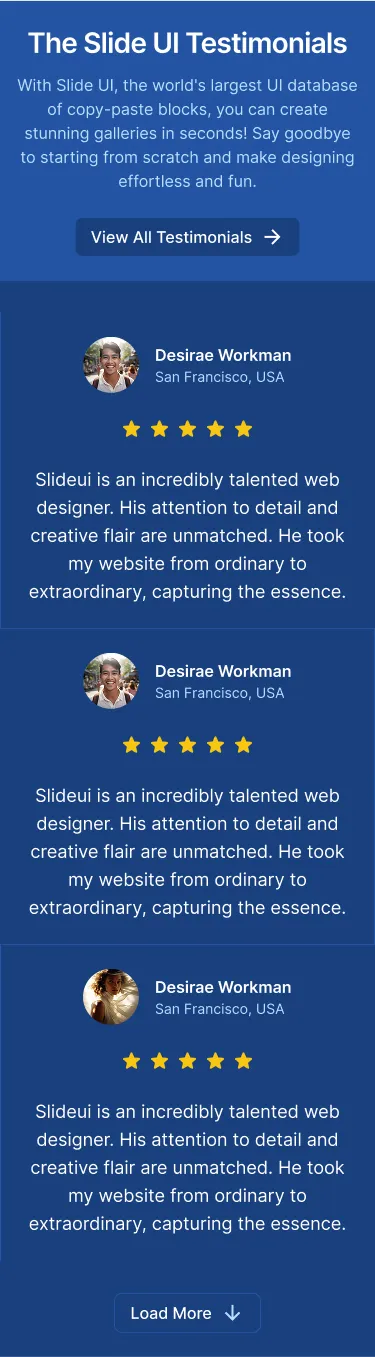 The Slide UI Testimonials
With Slide UI, the world's largest UI database
of copy-paste blocks, you can create
stunning galleries in seconds! Say goodbye
to starting from scratch and make designing
effortless and fun.
View All Testimonials
Desirae Workman
San Francisco, USA
Slideui is an incredibly talented web
designer. His attention to detail and
creative flair are unmatched. He took
my website from ordinary to
extraordinary, capturing the essence.
Desirae Workman
San Francisco, USA
Slideui is an incredibly talented web
designer. His attention to detail and
creative flair are unmatched. He took
my website from ordinary to
extraordinary, capturing the essence.
Desirae Workman
San Francisco, USA
Slideui is an incredibly talented web
designer. His attention to detail and
creative flair are unmatched. He took
my website from ordinary to
extraordinary, capturing the essence.
Load More